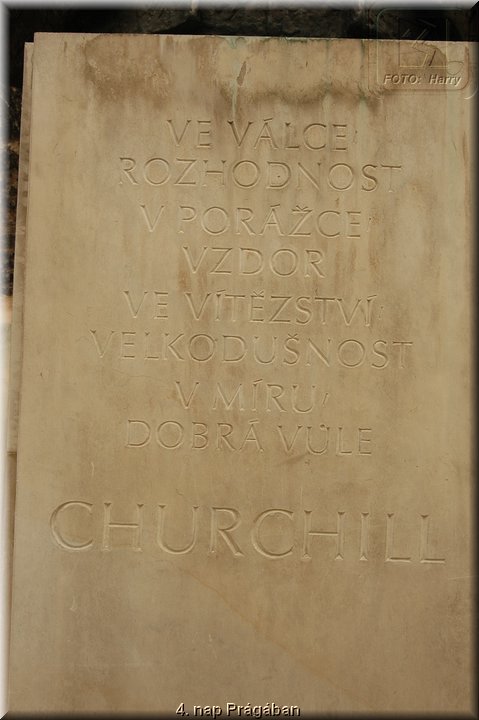 FOTO: Harry
VE VÁLCE
ROZHODNOST
V PORÁŽCE
VZDOR
VE VÍTĚZSTVÍ
VELKODUŠNOST
V MÍRU
DOBRÁ VŮLE
CHURCHILL
4. nap Prágában